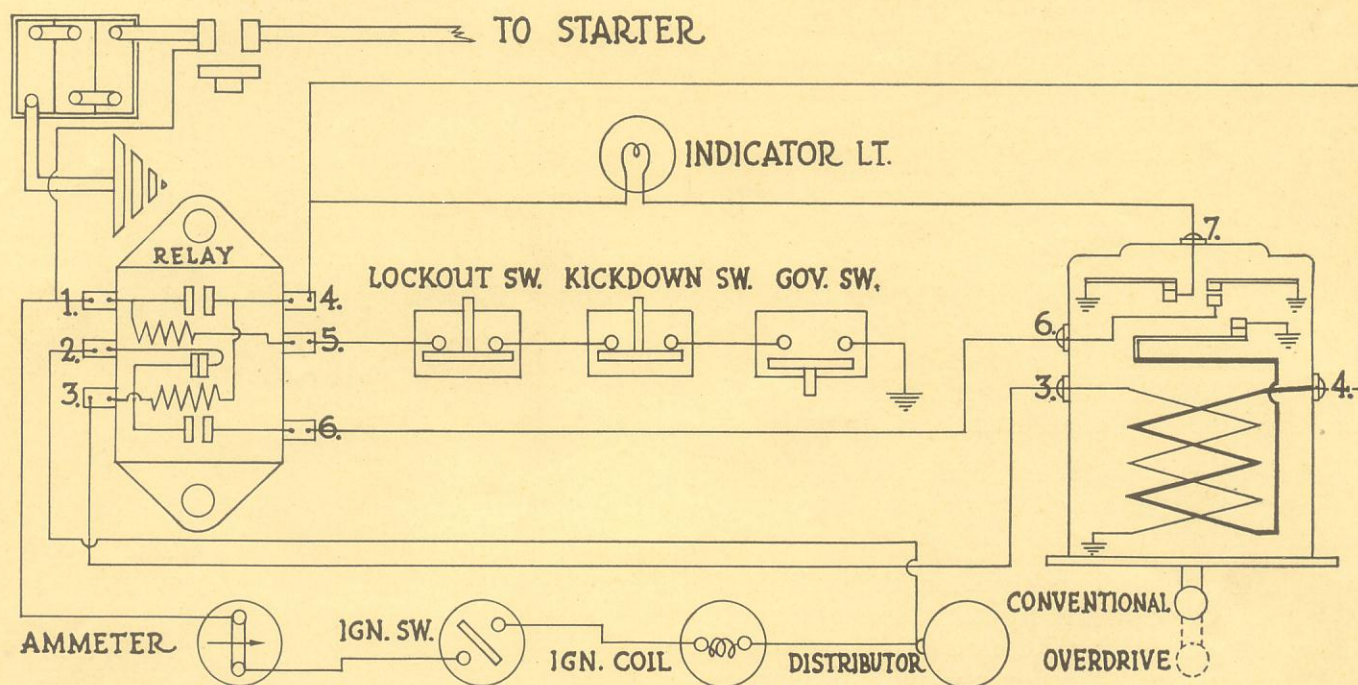 TO STARTER
INDICATOR LT.
RELAY
7.
LOCKOUT SW. KICKDOWN SW. GOV. SW.
1. 4.
2. 5.
6.
3. 3. 4.
6.
CONVENTIONAL
AMMETER IGN. SW. IGN. COIL DISTRIBUTOR OVERDRIVE